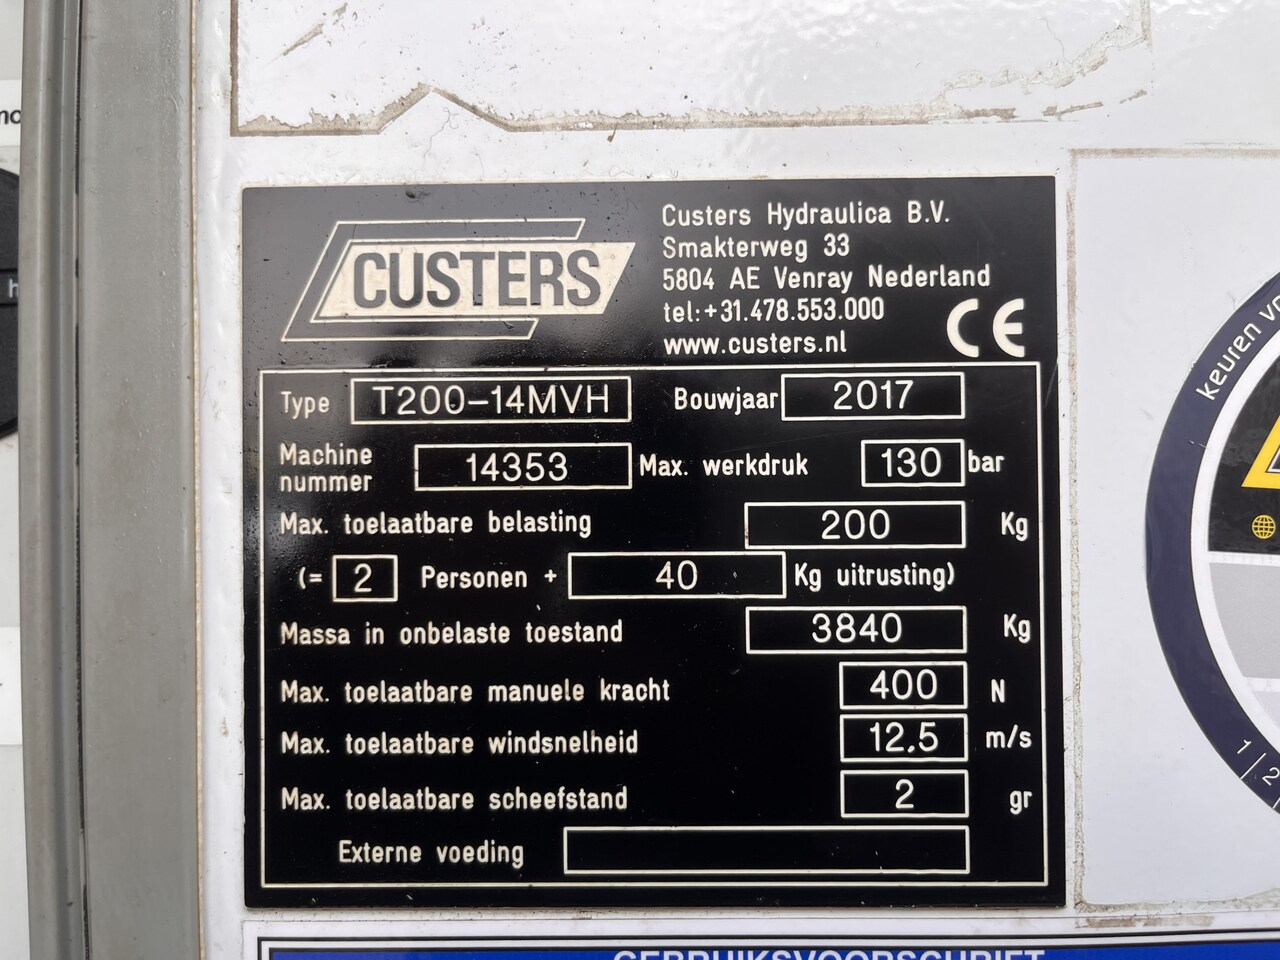 CUSTERS
Custers Hydraulica B.V.
Smakterweg 33
5804 AE Venray Nederland
tel:+31.478.553.000
www.custers.nl
CE
Type T200-14MVH Bouwjaar 2017
Machine nummer 14353 Max. werkdruk 130 bar
Max. toelaatbare belasting 200 Kg
(= 2 Personen + 40 Kg uitrusting)
Massa in onbelaste toestand 3840 Kg
Max. toelaatbare manuele kracht 400 N
Max. toelaatbare windsnelheid 12.5 m/s
Max. toelaatbare scheefstand 2 gr
Externe voeding
keuren
1 / 2
GEBRUIKSVOORSCHRIFT